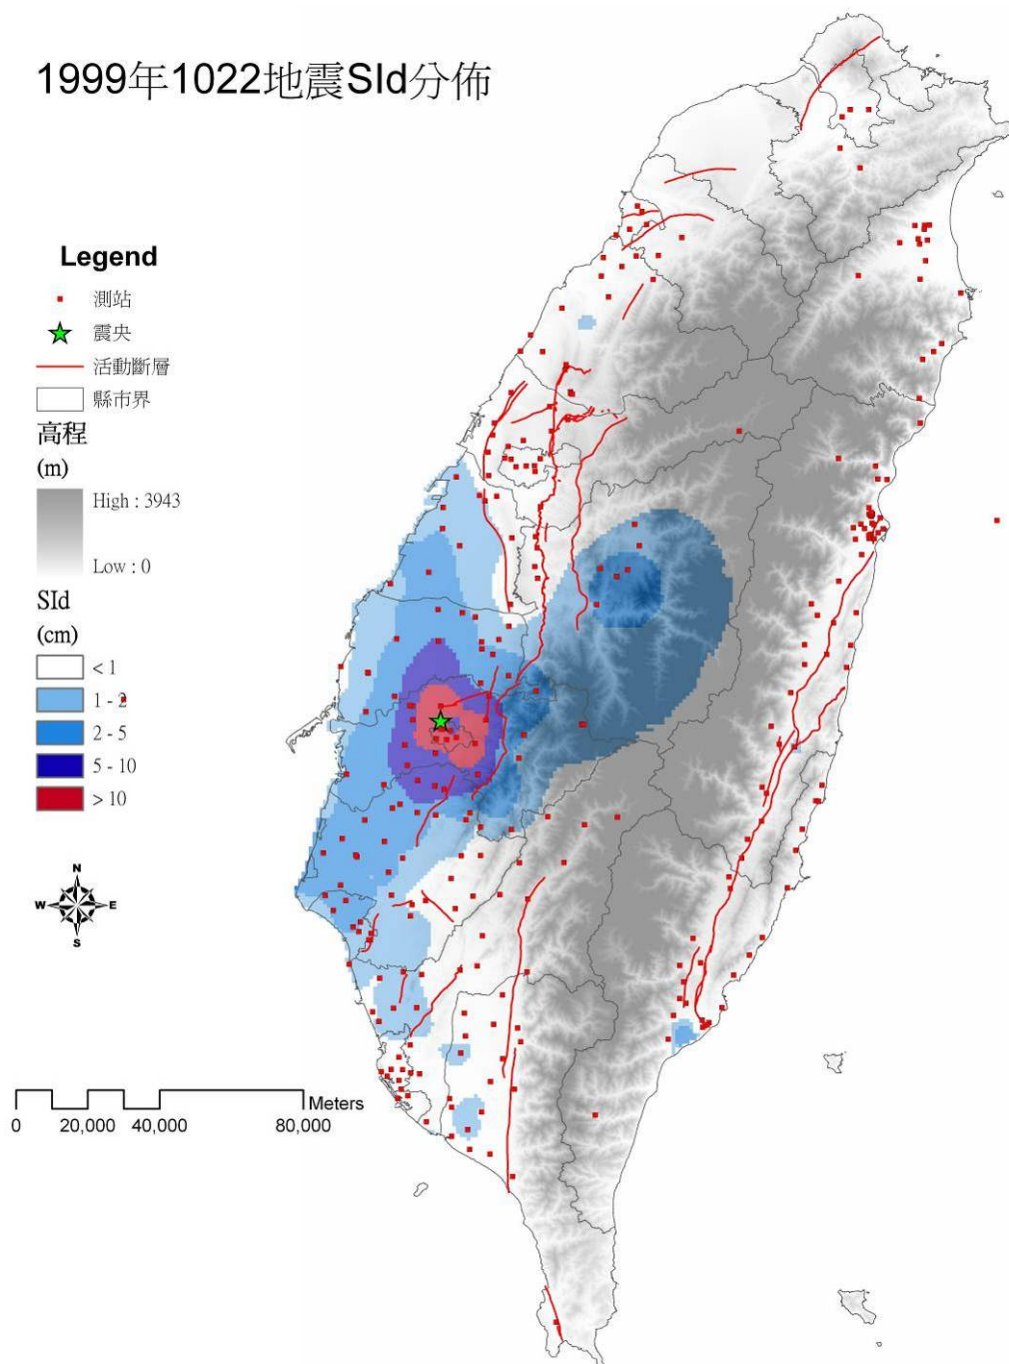 1999年1022地震SId分佈
Legend
測站
震央
活動斷層
縣市界
高程
(m)
High : 3943
Low : 0
SId
(cm)
< 1
1 - 2
2 - 5
5 - 10
> 10
N
W E
S
Meters
0 20,000 40,000 80,000